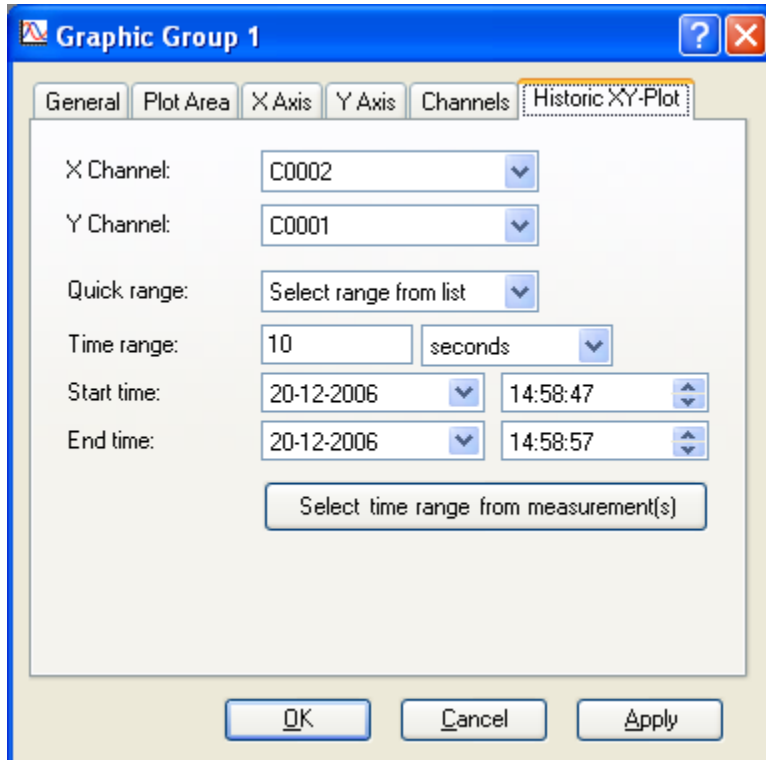 Graphic Group 1
General Plot Area X Axis Y Axis Channels Historic XY-Plot
X Channel: C0002
Y Channel: C0001
Quick range: Select range from list
Time range: 10 seconds
Start time: 20-12-2006 14:58:47
End time: 20-12-2006 14:58:57
Select time range from measurement(s)
OK Cancel Apply